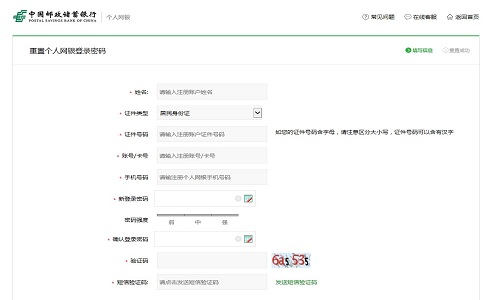 中国邮政储蓄银行 个人网银 常见问题 在线客服 返回首页
POSTAL SAVINGS BANK OF CHINA
重置个人网银登录密码 填写信息 重置成功
* 姓名: 请输入注册账户姓名
* 证件类型 居民身份证
* 证件号码 请输入注册账户证件号码 如您的证件号码含字母，请注意区分大小写，证件号码可以含有汉字
* 账号/卡号 请输入注册账号/卡号
* 手机号码 请输注册个人网银手机号码
* 新登录密码
密码强度 弱 中 强
* 确认登录密码
* 验证码 6as 53s
* 短信验证码: 请点击发送短信验证码 发送短信验证码